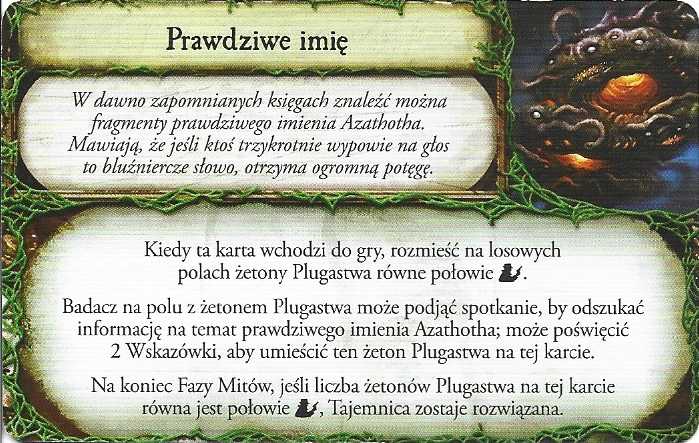 Prawdziwe imię
W dawno zapomnianych księgach znaleźć można
fragmenty prawdziwego imienia Azathotha.
Mawiają, że jeśli ktoś trzykrotnie wypowie na głos
to bluźniercze słowo, otrzyma ogromną potęgę.
Kiedy ta karta wchodzi do gry, rozmieść na losowych
polach żetony Plugastwa równe połowie .
Badacz na polu z żetonem Plugastwa może podjąć spotkanie, by odszukać
informację na temat prawdziwego imienia Azathotha; może poświęcić
2 Wskazówki, aby umieścić ten żeton Plugastwa na tej karcie.
Na koniec Fazy Mitów, jeśli liczba żetonów Plugastwa na tej karcie
równa jest połowie , Tajemnica zostaje rozwiązana.